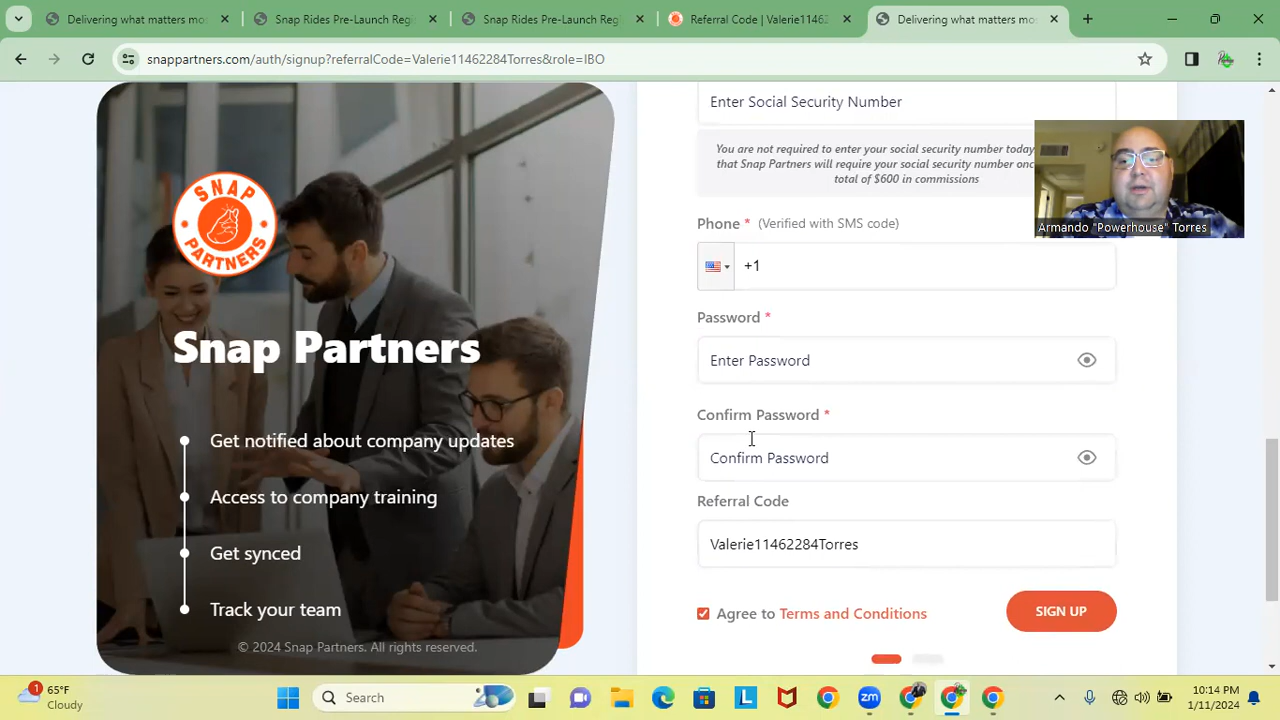 Delivering what matters mo
Snap Rides Pre-Launch Reg
Snap Rides Pre-Launch Reg
Referral Code | Valerie1146
Delivering what matters mo
snappartners.com/auth/signup?referralCode=Valerie11462284Torres&role=IBO
Enter Social Security Number
You are not required to enter your social security number today
that Snap Partners will require your social security number onc
total of $600 in commissions
Armando "Powerhouse" Torres
Phone * (Verified with SMS code)
+1
Password *
Enter Password
Confirm Password *
Confirm Password
Referral Code
Valerie11462284Torres
Agree to Terms and Conditions
SIGN UP
SNAP
PARTNERS
Snap Partners
Get notified about company updates
Access to company training
Get synced
Track your team
© 2024 Snap Partners. All rights reserved.
1
65°F
Cloudy
Search
L
zm
10:14 PM
1/11/2024